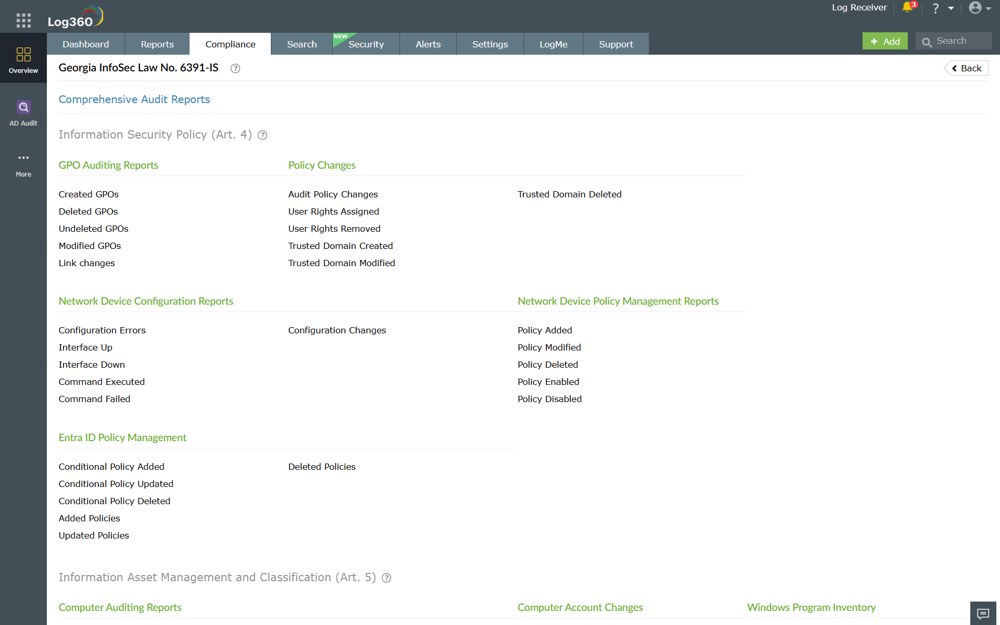 Log360
Log Receiver
3
?
Dashboard
Reports
Compliance
Search
NEW
Security
Alerts
Settings
LogMe
Support
+ Add
Search
Overview
AD Audit
More
Georgia InfoSec Law No. 6391-IS ?
Back
Comprehensive Audit Reports
Information Security Policy (Art. 4) ?
GPO Auditing Reports
Created GPOs
Deleted GPOs
Undeleted GPOs
Modified GPOs
Link changes
Policy Changes
Audit Policy Changes
User Rights Assigned
User Rights Removed
Trusted Domain Created
Trusted Domain Modified
Trusted Domain Deleted
Network Device Configuration Reports
Configuration Errors
Interface Up
Interface Down
Command Executed
Command Failed
Configuration Changes
Network Device Policy Management Reports
Policy Added
Policy Modified
Policy Deleted
Policy Enabled
Policy Disabled
Entra ID Policy Management
Conditional Policy Added
Conditional Policy Updated
Conditional Policy Deleted
Added Policies
Updated Policies
Deleted Policies
Information Asset Management and Classification (Art. 5) ?
Computer Auditing Reports
Computer Account Changes
Windows Program Inventory